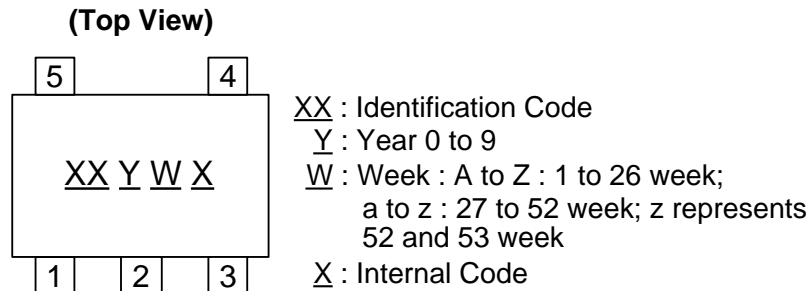 (Top View)
5 4
XX Y W X
1 2 3
XX : Identification Code
Y : Year 0 to 9
W : Week : A to Z : 1 to 26 week;
a to z : 27 to 52 week; z represents
52 and 53 week
X : Internal Code